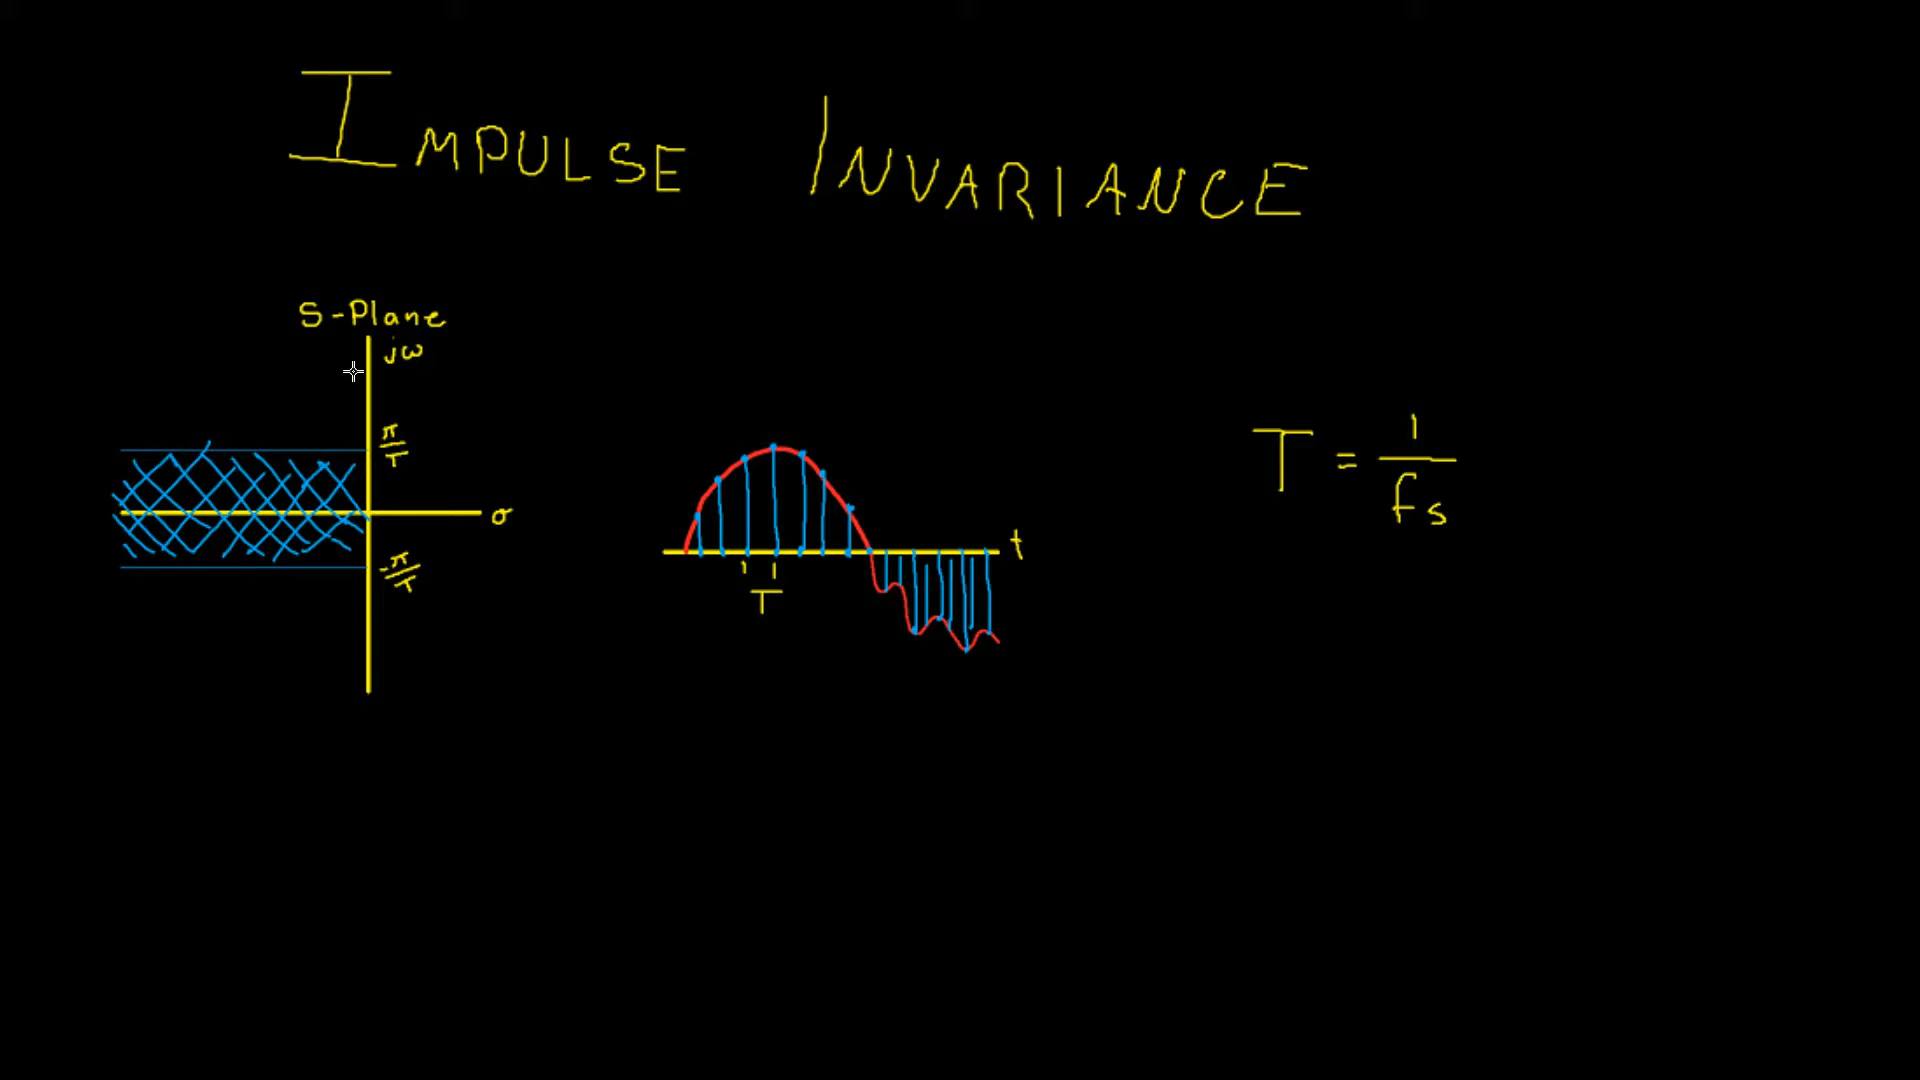 IMPULSE INVARIANCE
S-Plane
jω
π/T
σ
-π/T
t
T
T = 1/fs